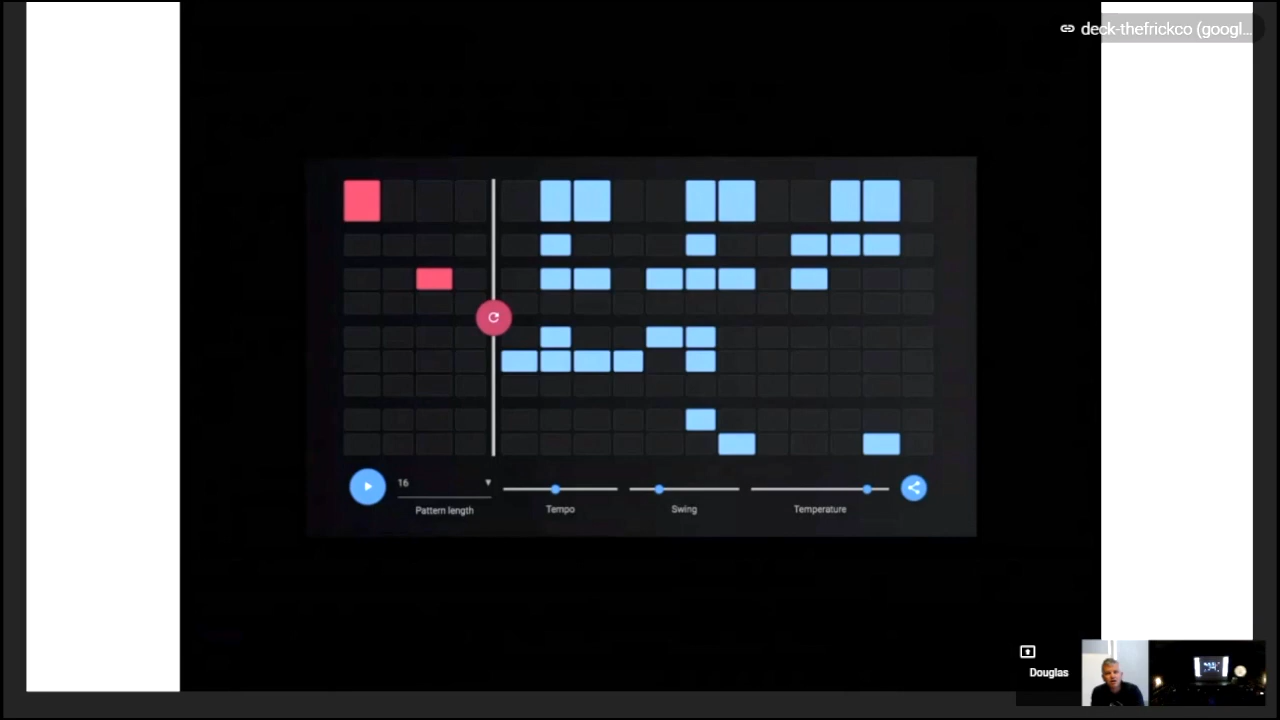 deck-thefrickco (googl...
16
Pattern length
Tempo
Swing
Temperature
Douglas